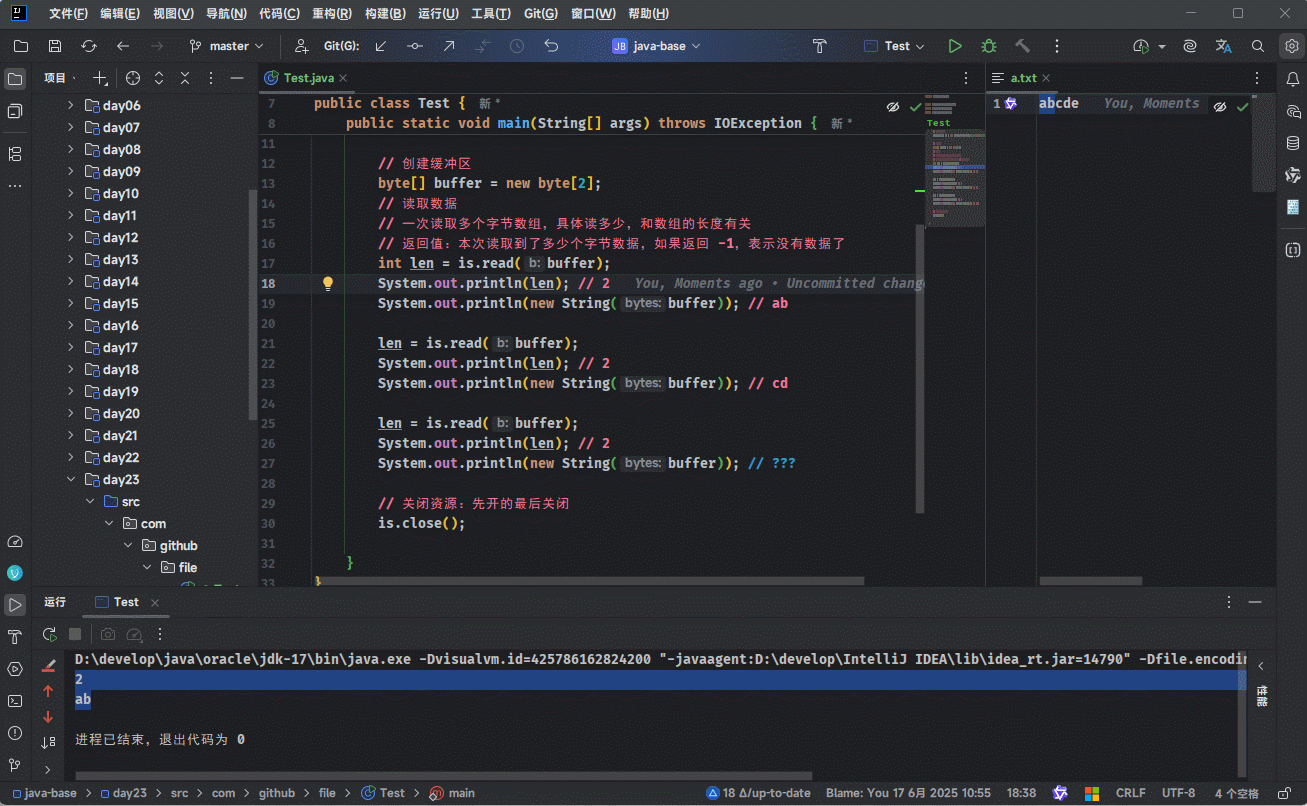 文件(F) 编辑(E) 视图(V) 导航(N) 代码(C) 重构(R) 构建(B) 运行(U) 工具(T) Git(G) 窗口(W) 帮助(H)
master Git(G): JB java-base Test
项目 Test.java a.txt
day06
day07
day08
day09
day10
day11
day12
day13
day14
day15
day16
day17
day18
day19
day20
day21
day22
day23
src
com
github
file
7 public class Test { 新 *
8 public static void main(String[] args) throws IOException { 新 *
11
12 // 创建缓冲区
13 byte[] buffer = new byte[2];
14 // 读取数据
15 // 一次读取多个字节数组，具体读多少，和数组的长度有关
16 // 返回值：本次读取到了多少个字节数据，如果返回 -1，表示没有数据了
17 int len = is.read( b: buffer);
18 System.out.println(len); // 2 You, Moments ago • Uncommitted chang
19 System.out.println(new String( bytes: buffer)); // ab
20
21 len = is.read( b: buffer);
22 System.out.println(len); // 2
23 System.out.println(new String( bytes: buffer)); // cd
24
25 len = is.read( b: buffer);
26 System.out.println(len); // 2
27 System.out.println(new String( bytes: buffer)); // ???
28
29 // 关闭资源：先开的最后关闭
30 is.close();
31
32 }
33 }
Test
1 abcde You, Moments
运行 Test
D:\develop\java\oracle\jdk-17\bin\java.exe -Dvisualvm.id=425786162824200 "-javaagent:D:\develop\IntelliJ IDEA\lib\idea_rt.jar=14790" -Dfile.encodin
2
ab
进程已结束，退出代码为 0
性能
java-base > day23 > src > com > github > file > Test > main 18 Δ/up-to-date Blame: You 17 6月 2025 10:55 18:38 CRLF UTF-8 4 个空格